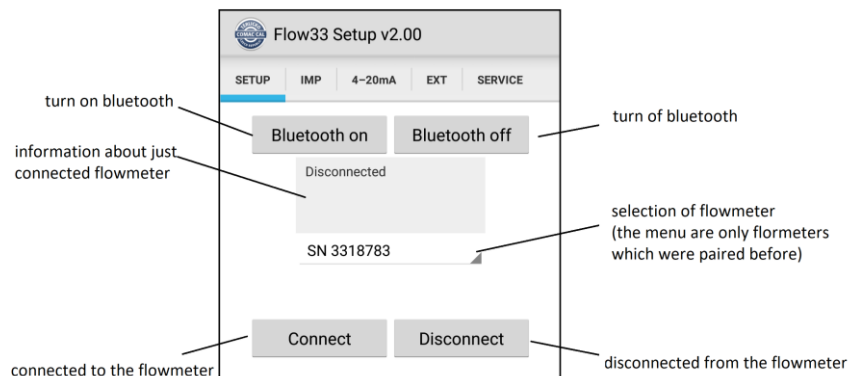 COMAC CAL
Flow33 Setup v2.00
SETUP IMP 4-20mA EXT SERVICE
turn on bluetooth
Bluetooth on Bluetooth off
turn of bluetooth
information about just
connected flowmeter
Disconnected
selection of flowmeter
(the menu are only flormeters
which were paired before)
SN 3318783
Connect Disconnect
connected to the flowmeter
disconnected from the flowmeter